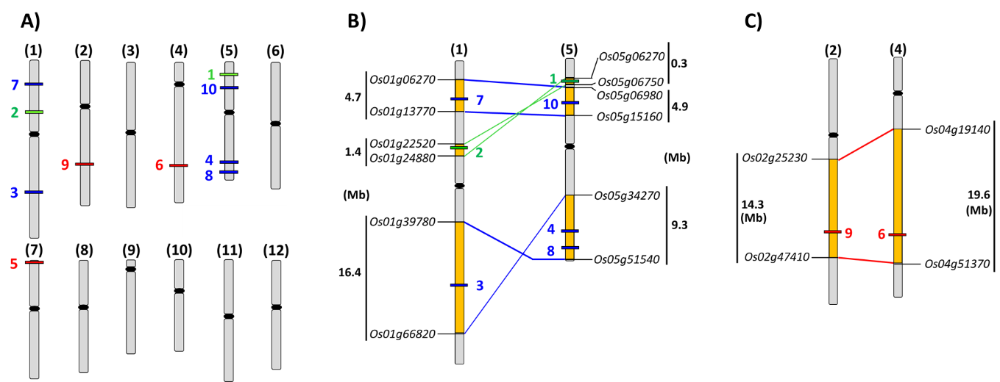 A)
(1) (2) (3) (4) (5) (6)
1
7
10
2
9
6
4
8
3
(7) (8) (9) (10) (11) (12)
5
B)
(1) (5)
Os05g06270
0.3
Os01g06270
1
Os05g06750
Os05g06980
4.7
7
10
4.9
Os01g13770
Os05g15160
Os01g22520
1.4
2
Os01g24880
(Mb)
(Mb)
Os05g34270
Os01g39780
4
9.3
8
Os05g51540
16.4
3
Os01g66820
C)
(2) (4)
Os04g19140
Os02g25230
14.3
(Mb)
19.6
(Mb)
9
6
Os02g47410
Os04g51370